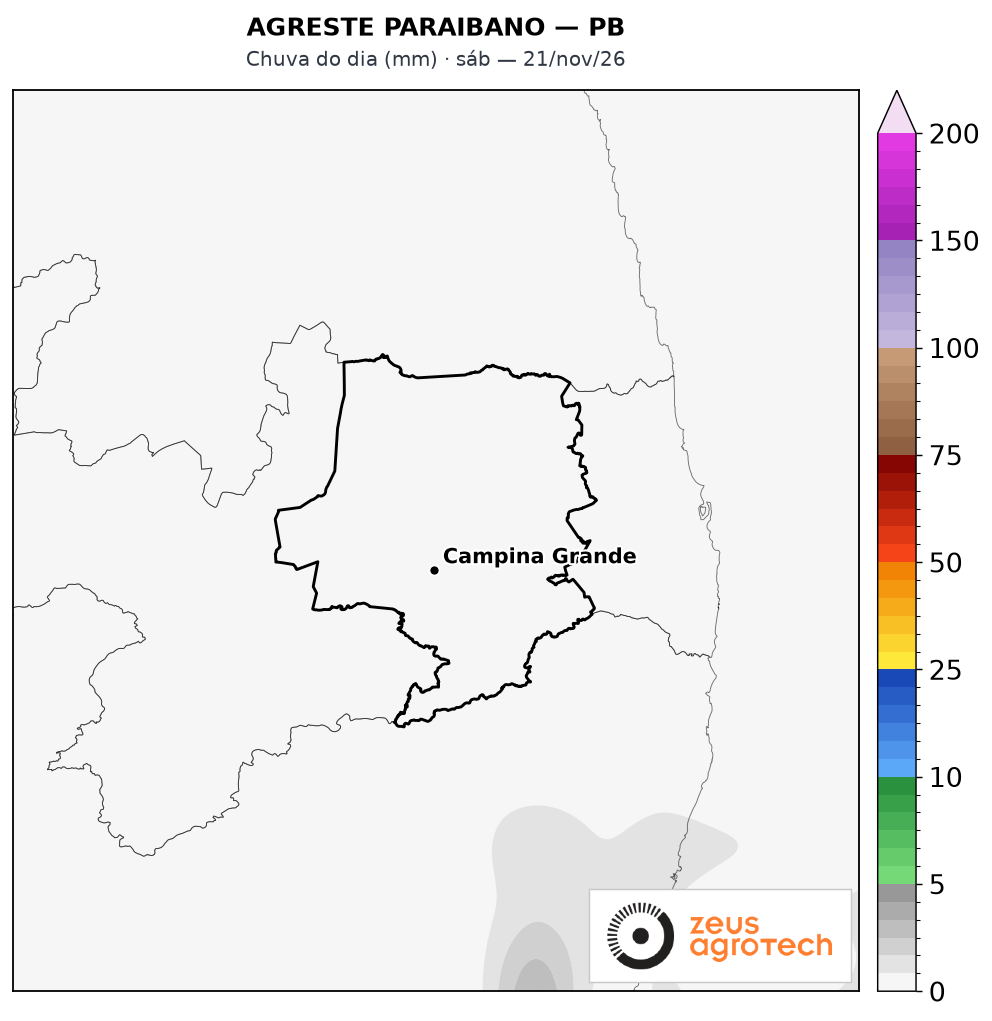 AGRESTE PARAIBANO — PB
Chuva do dia (mm) · sáb — 21/nov/26
200
150
100
75
50
25
10
5
0
Campina Grande
zeus
agrotech